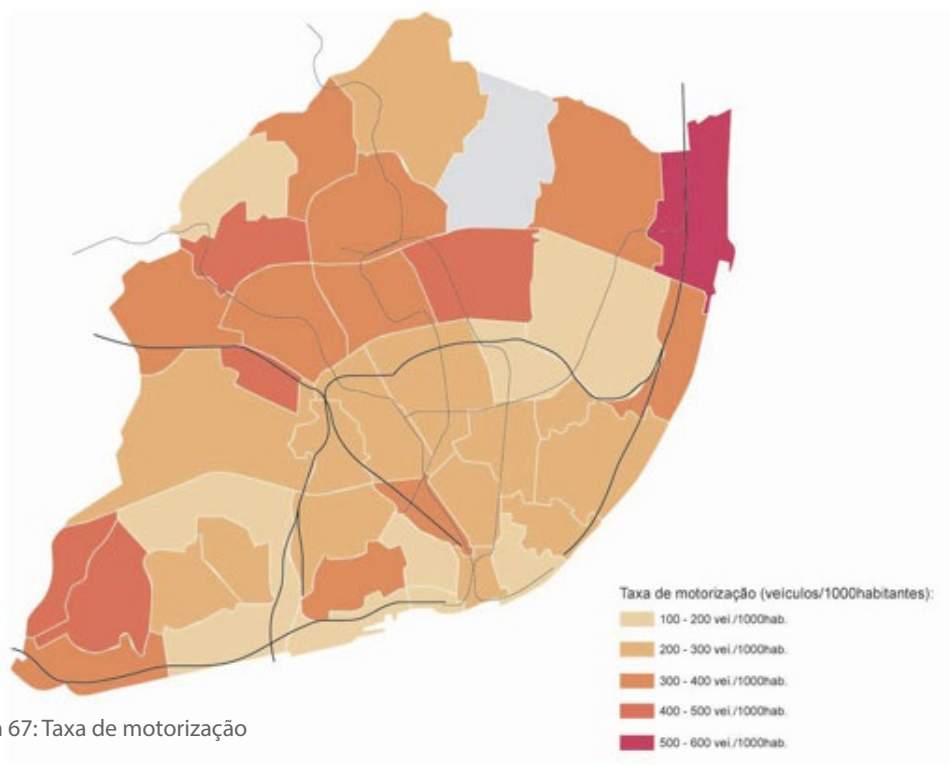 Taxa de motorização (veículos/1000habitantes):
100 - 200 vei./1000hab.
200 - 300 vei./1000hab.
300 - 400 vei./1000hab.
400 - 500 vei./1000hab.
500 - 600 vei./1000hab.
67: Taxa de motorização